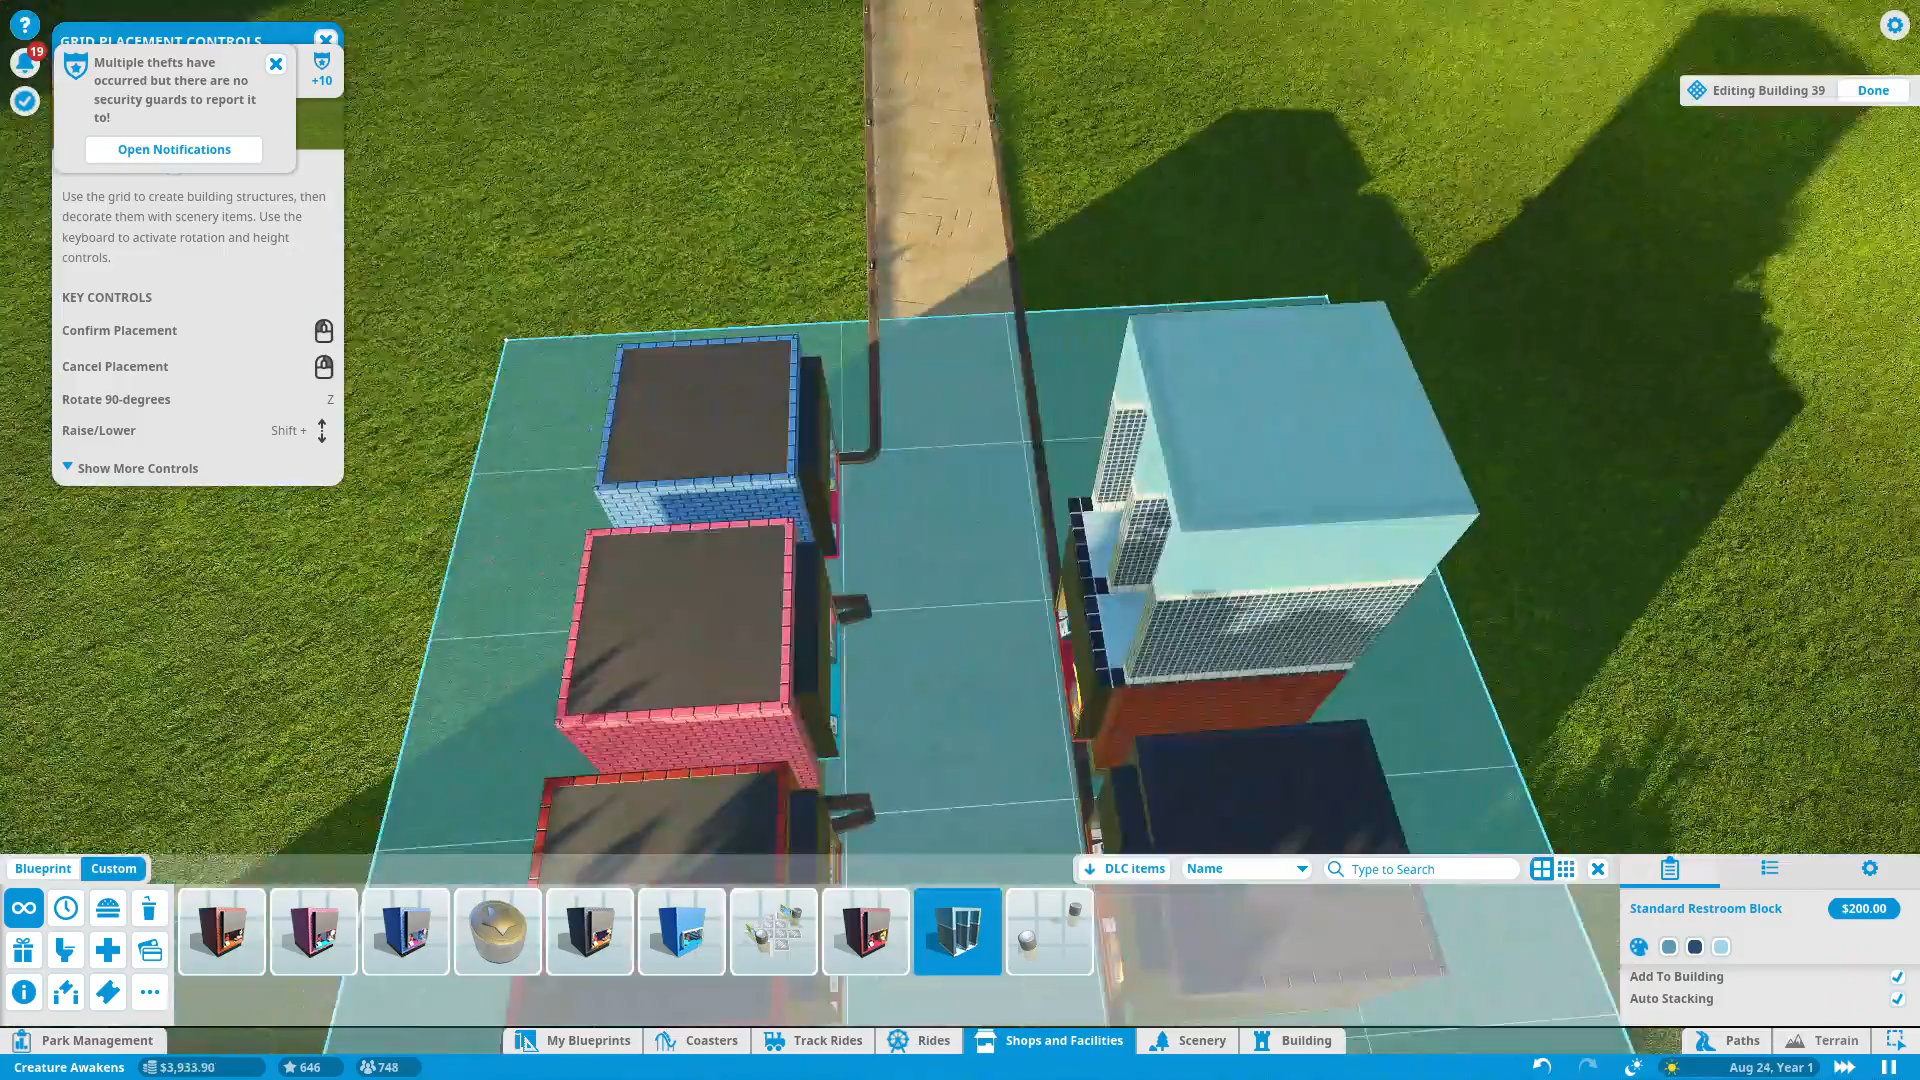 ?
19
GRID PLACEMENT CONTROLS
Multiple thefts have
occurred but there are no
security guards to report it
to!
Open Notifications
+10
Use the grid to create building structures, then
decorate them with scenery items. Use the
keyboard to activate rotation and height
controls.
KEY CONTROLS
Confirm Placement
Cancel Placement
Rotate 90-degrees Z
Raise/Lower Shift +
Show More Controls
Editing Building 39 Done
Blueprint Custom
DLC items Name Type to Search
Standard Restroom Block $200.00
Add To Building
Auto Stacking
Park Management My Blueprints Coasters Track Rides Rides Shops and Facilities Scenery Building Paths Terrain
Creature Awakens $3,933.90 646 748 Aug 24, Year 1